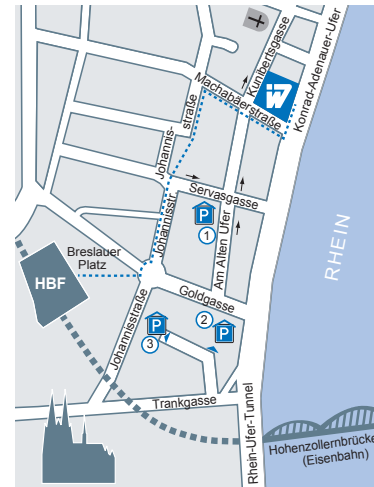 Kunibertsgasse
Konrad-Adenauer-Ufer
Johannis-
straße
Machabäerstraße
iW
Servasgasse
P
1
Johannisstr.
Am Alten Ufer
RHEIN
Breslauer
Platz
HBF
Goldgasse
Johannisstraße
P
3
2
P
Trankgasse
Rhein-Ufer-Tunnel
Hohenzollernbrücke
(Eisenbahn)